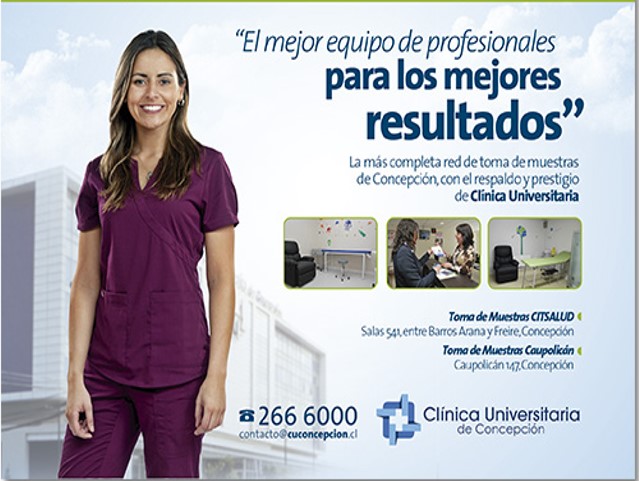 “El mejor equipo de profesionales
para los mejores
resultados”
La más completa red de toma de muestras
de Concepción, con el respaldo y prestigio
de Clínica Universitaria
Toma de Muestras CITSALUD
Salas 541, entre Barros Arana y Freire, Concepción
Toma de Muestras Caupolicán
Caupolicán 147, Concepción
266 6000
contacto@cuconcepcion.cl
Clínica Universitaria
de Concepción